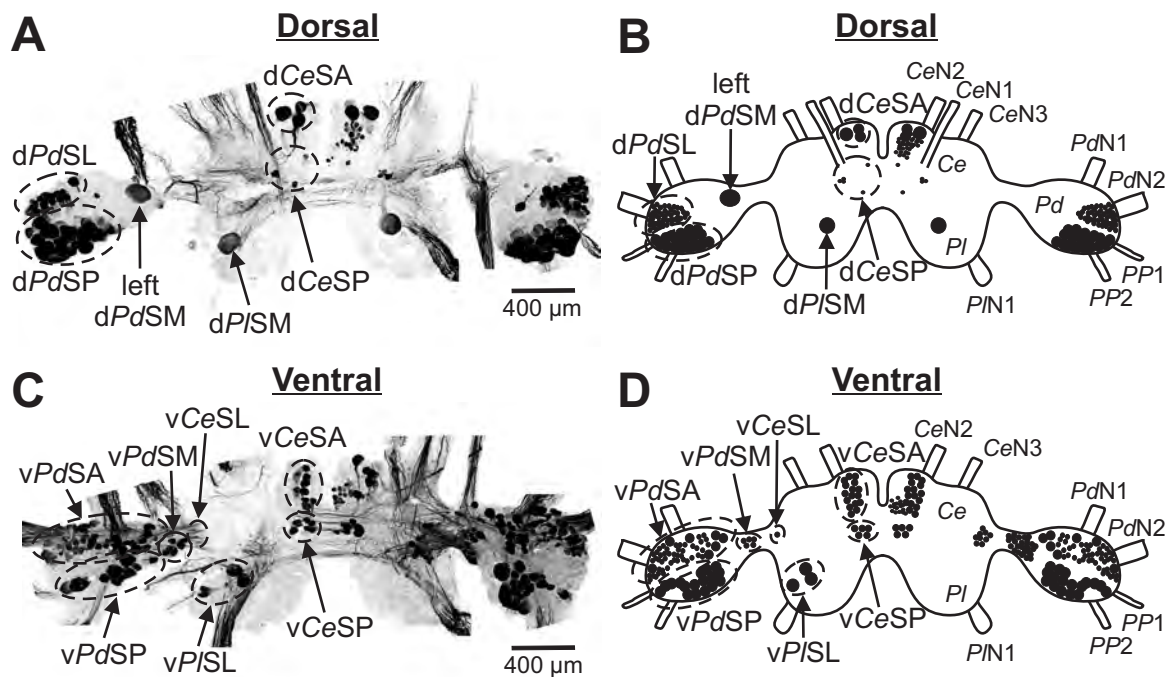 A
Dorsal
dCeSA
dPdSL
dPdSP
left
dPdSM
dPlSM
dCeSP
400 µm
B
Dorsal
left
dPdSM
CeN2
CeN1
CeN3
dCeSA
dPdSL
Ce
PdN1
PdN2
Pd
dPdSP
dCeSP
Pl
dPlSM
PlN1
PP1
PP2
C
Ventral
vCeSL
vPdSM
vCeSA
vPdSA
vPdSP
vPlSL
vCeSP
400 µm
D
Ventral
vCeSL
vPdSM
vCeSA
CeN2
CeN3
vPdSA
Ce
PdN1
PdN2
vPdSP
vCeSP
Pl
vPlSL
PlN1
PP1
PP2